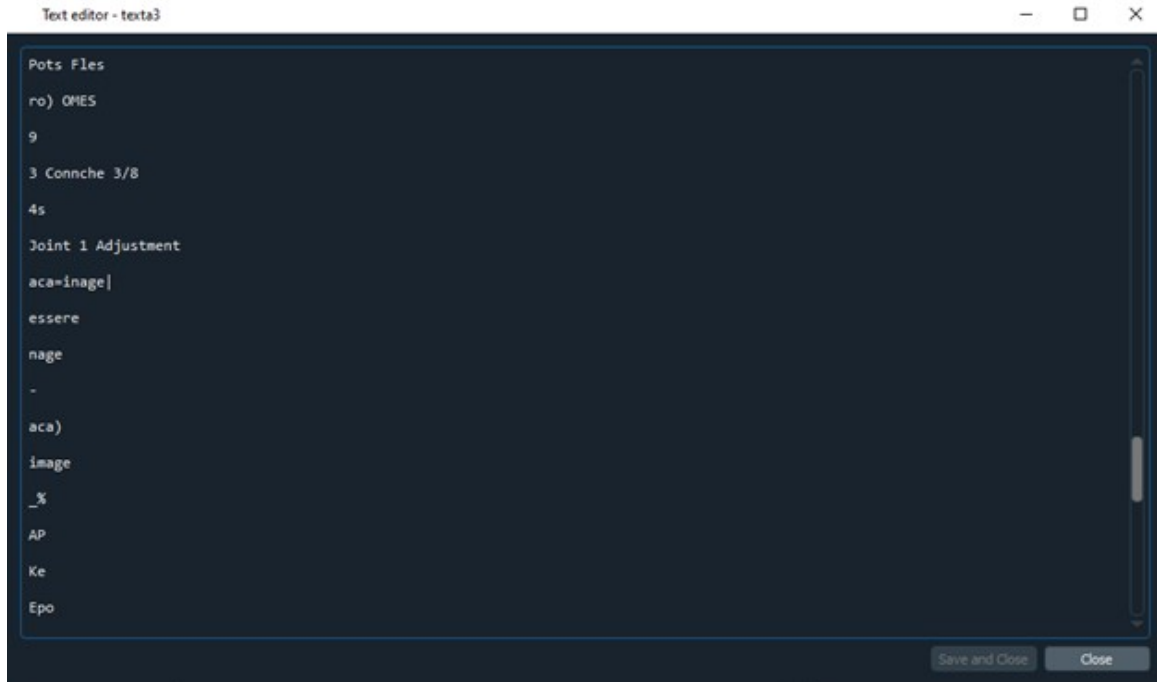 Text editor - texta3
Pots Fles
ro) OMES
9
3 Connche 3/8
4s
Joint 1 Adjustment
aca=inage|
essere
nage
-
aca)
image
_%
AP
Ke
Epo
Save and Close Close